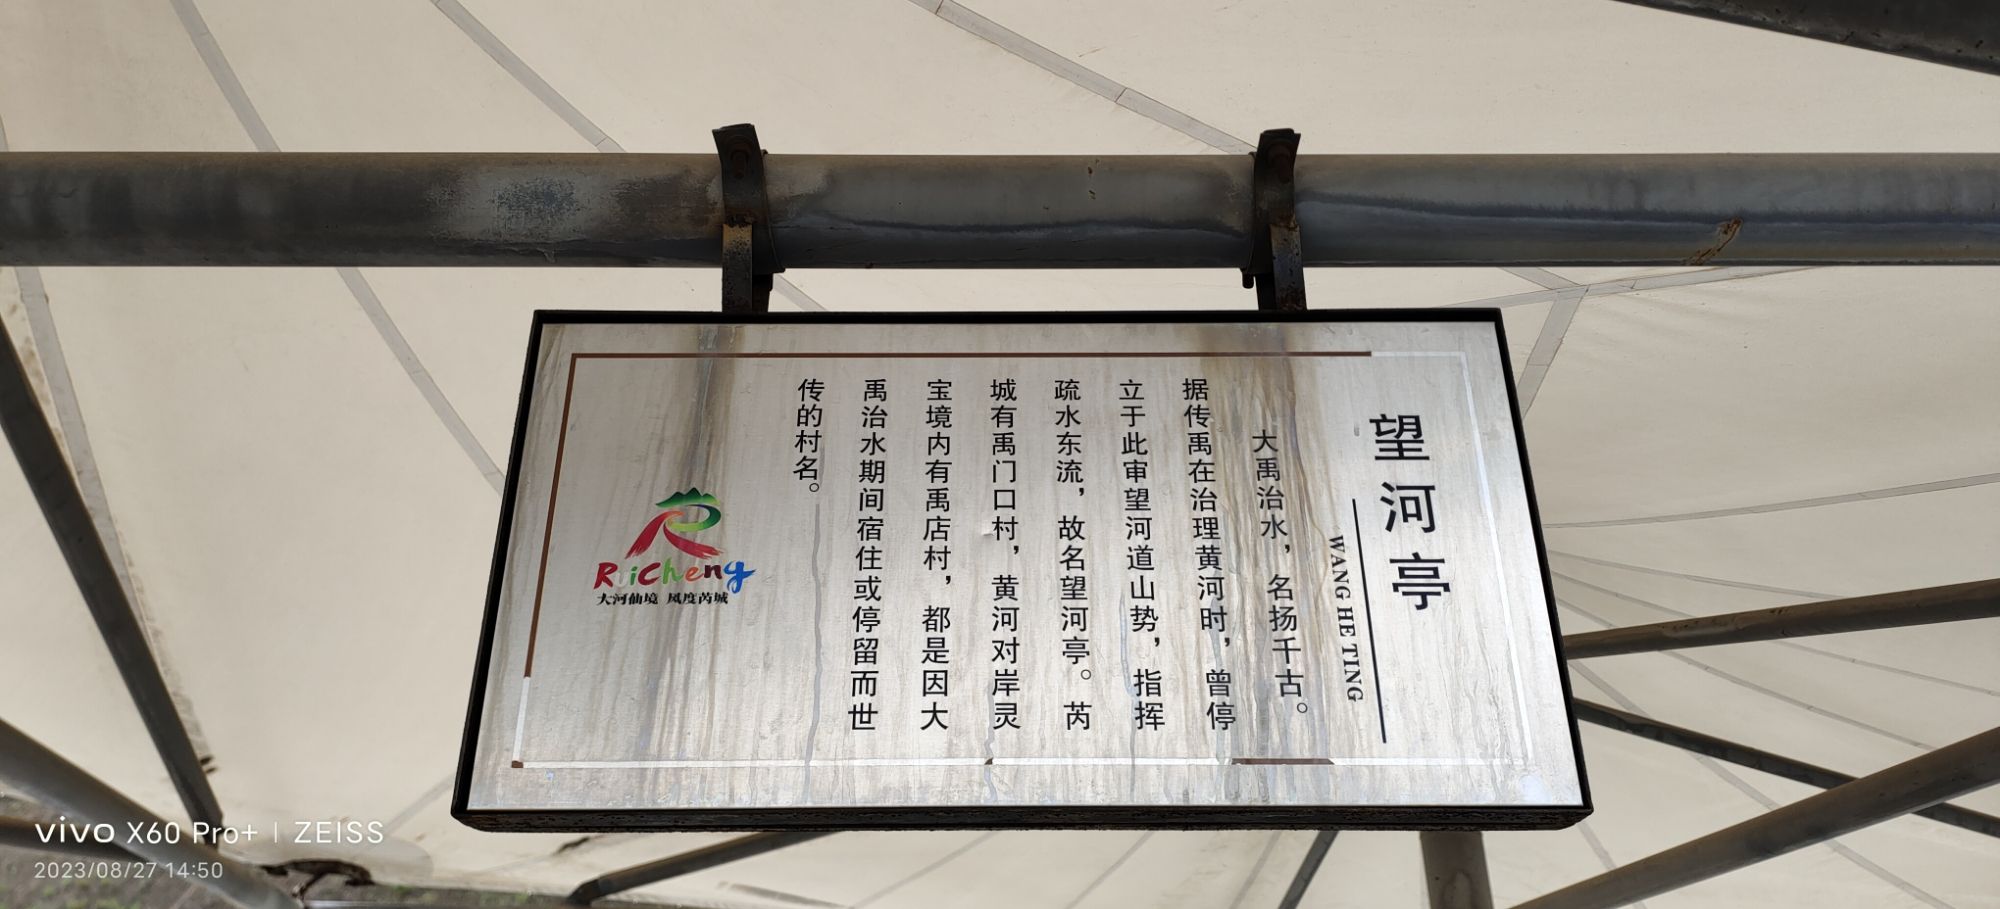 望河亭
WANG HE TING
大禹治水，名扬千古。
据传禹在治理黄河时，曾停
立于此审望河道山势，指挥
疏水东流，故名望河亭。芮
城有禹门口村，黄河对岸灵
宝境内有禹店村，都是因大
禹治水期间宿住或停留而世
传的村名。
RuiCheng
大河仙境 风度芮城
vivo X60 Pro+ | ZEISS
2023/08/27 14:50